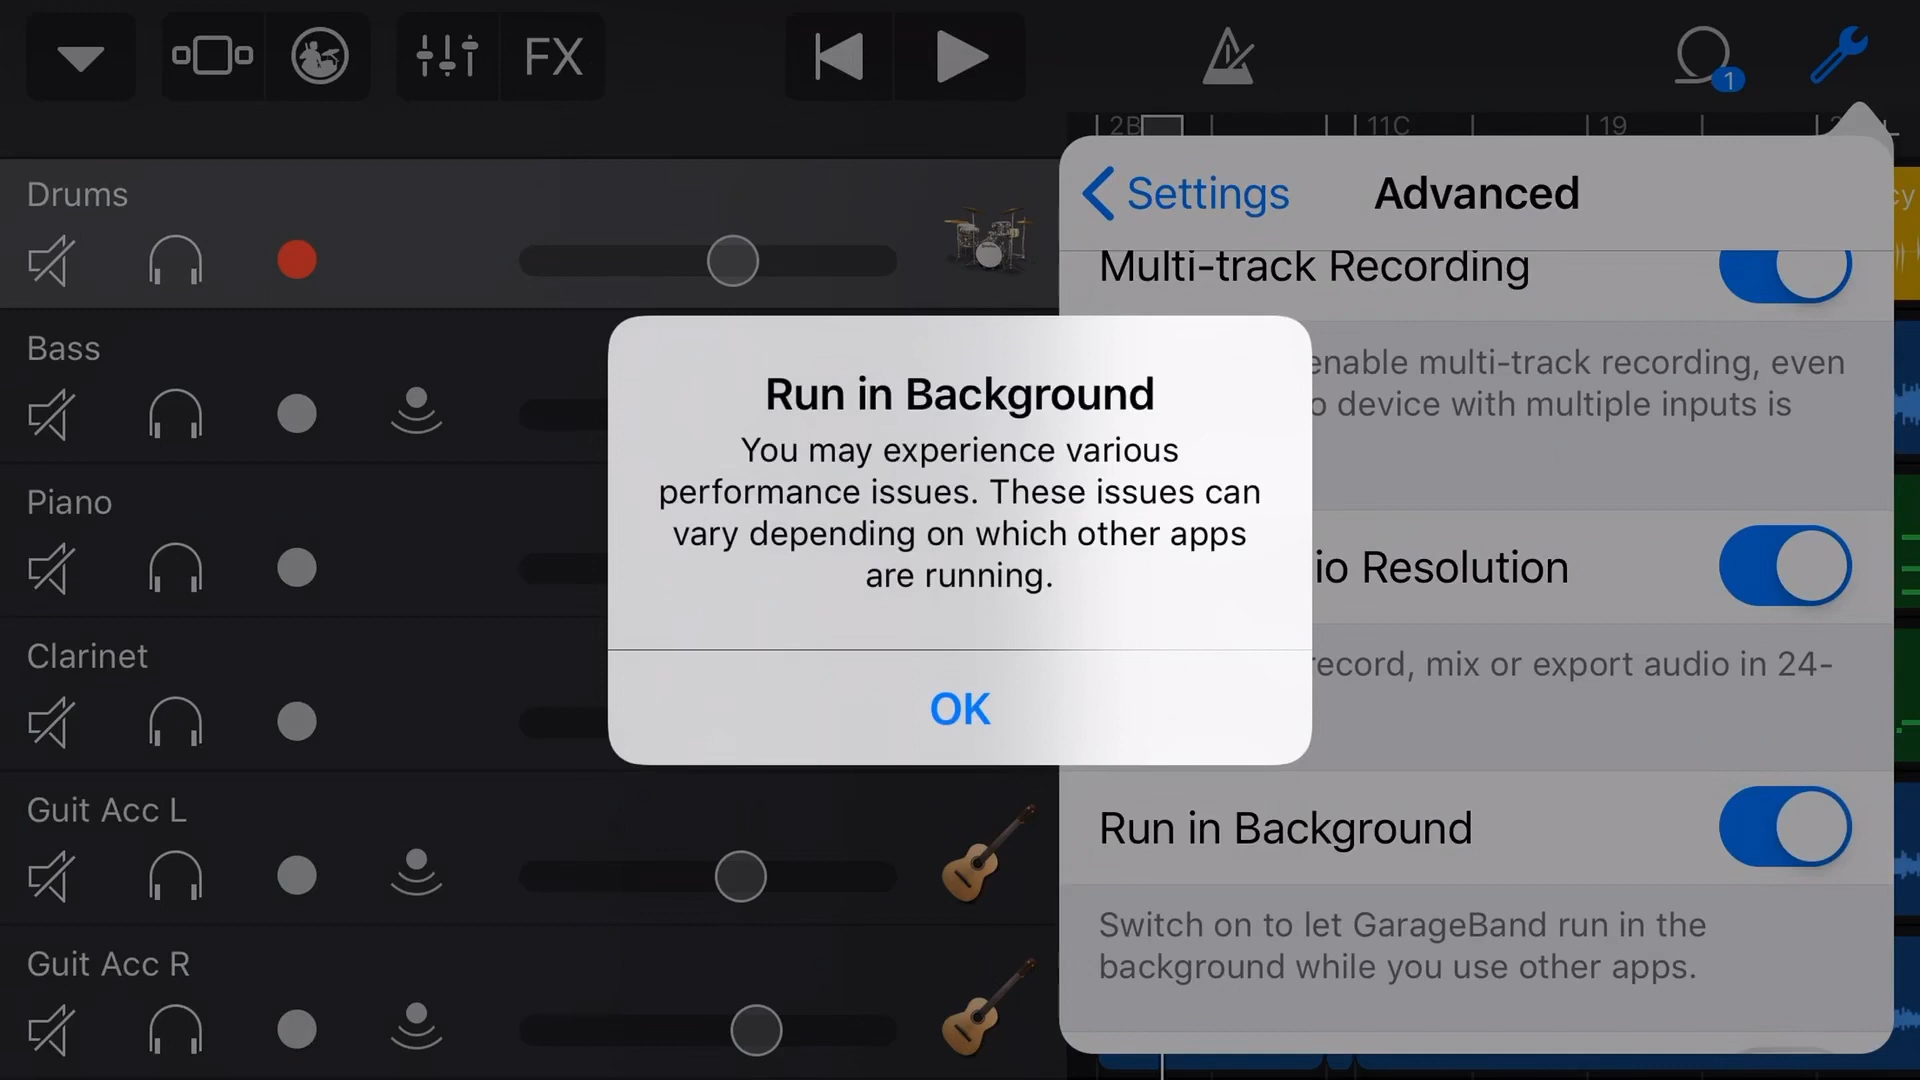 FX
1
2B
11C
19
Drums
Bass
Piano
Clarinet
Guit Acc L
Guit Acc R
Settings
Advanced
Multi-track Recording
enable multi-track recording, even
device with multiple inputs is
io Resolution
record, mix or export audio in 24-
Run in Background
Switch on to let GarageBand run in the
background while you use other apps.
Run in Background
You may experience various
performance issues. These issues can
vary depending on which other apps
are running.
OK